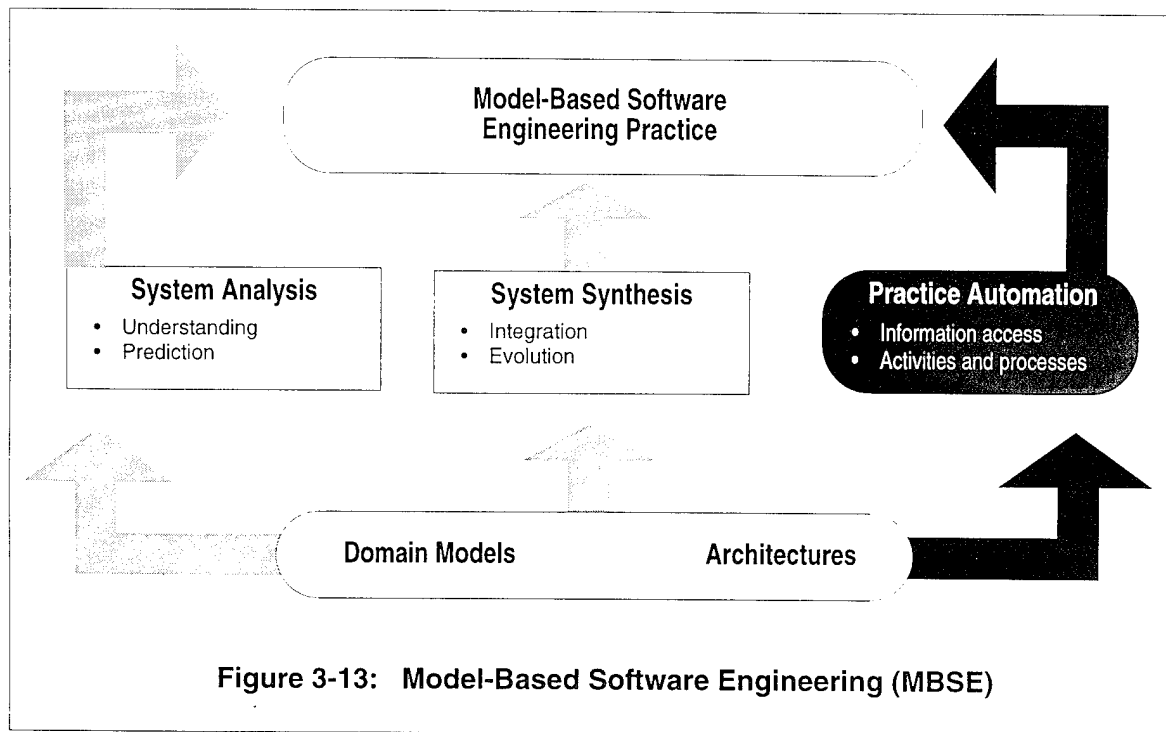 Model-Based Software
Engineering Practice
System Analysis
• Understanding
• Prediction
System Synthesis
• Integration
• Evolution
Practice Automation
• Information access
• Activities and processes
Domain Models
Architectures
Figure 3-13: Model-Based Software Engineering (MBSE)